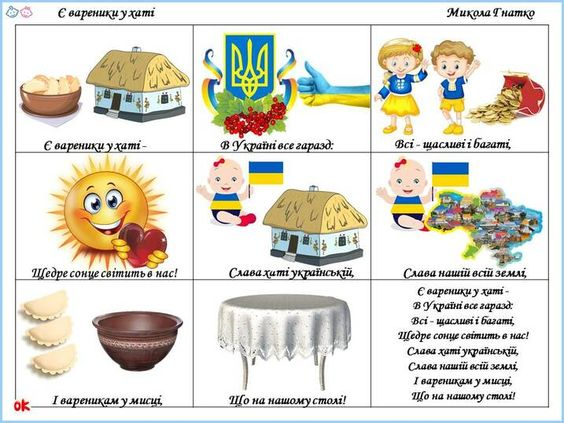 Є вареники у хаті
Микола Гнатко
Є вареники у хаті -
В Україні все гаразд:
Всі - щасливі і багаті,
Щедре сонце світить в нас!
Слава хаті українській,
Слава нашій всій землі,
І вареникам у мисці,
Що на нашому столі!
Є вареники у хаті -
В Україні все гаразд:
Всі - щасливі і багаті,
Щедре сонце світить в нас!
Слава хаті українській,
Слава нашій всій землі,
І вареникам у мисці,
Що на нашому столі!
ok